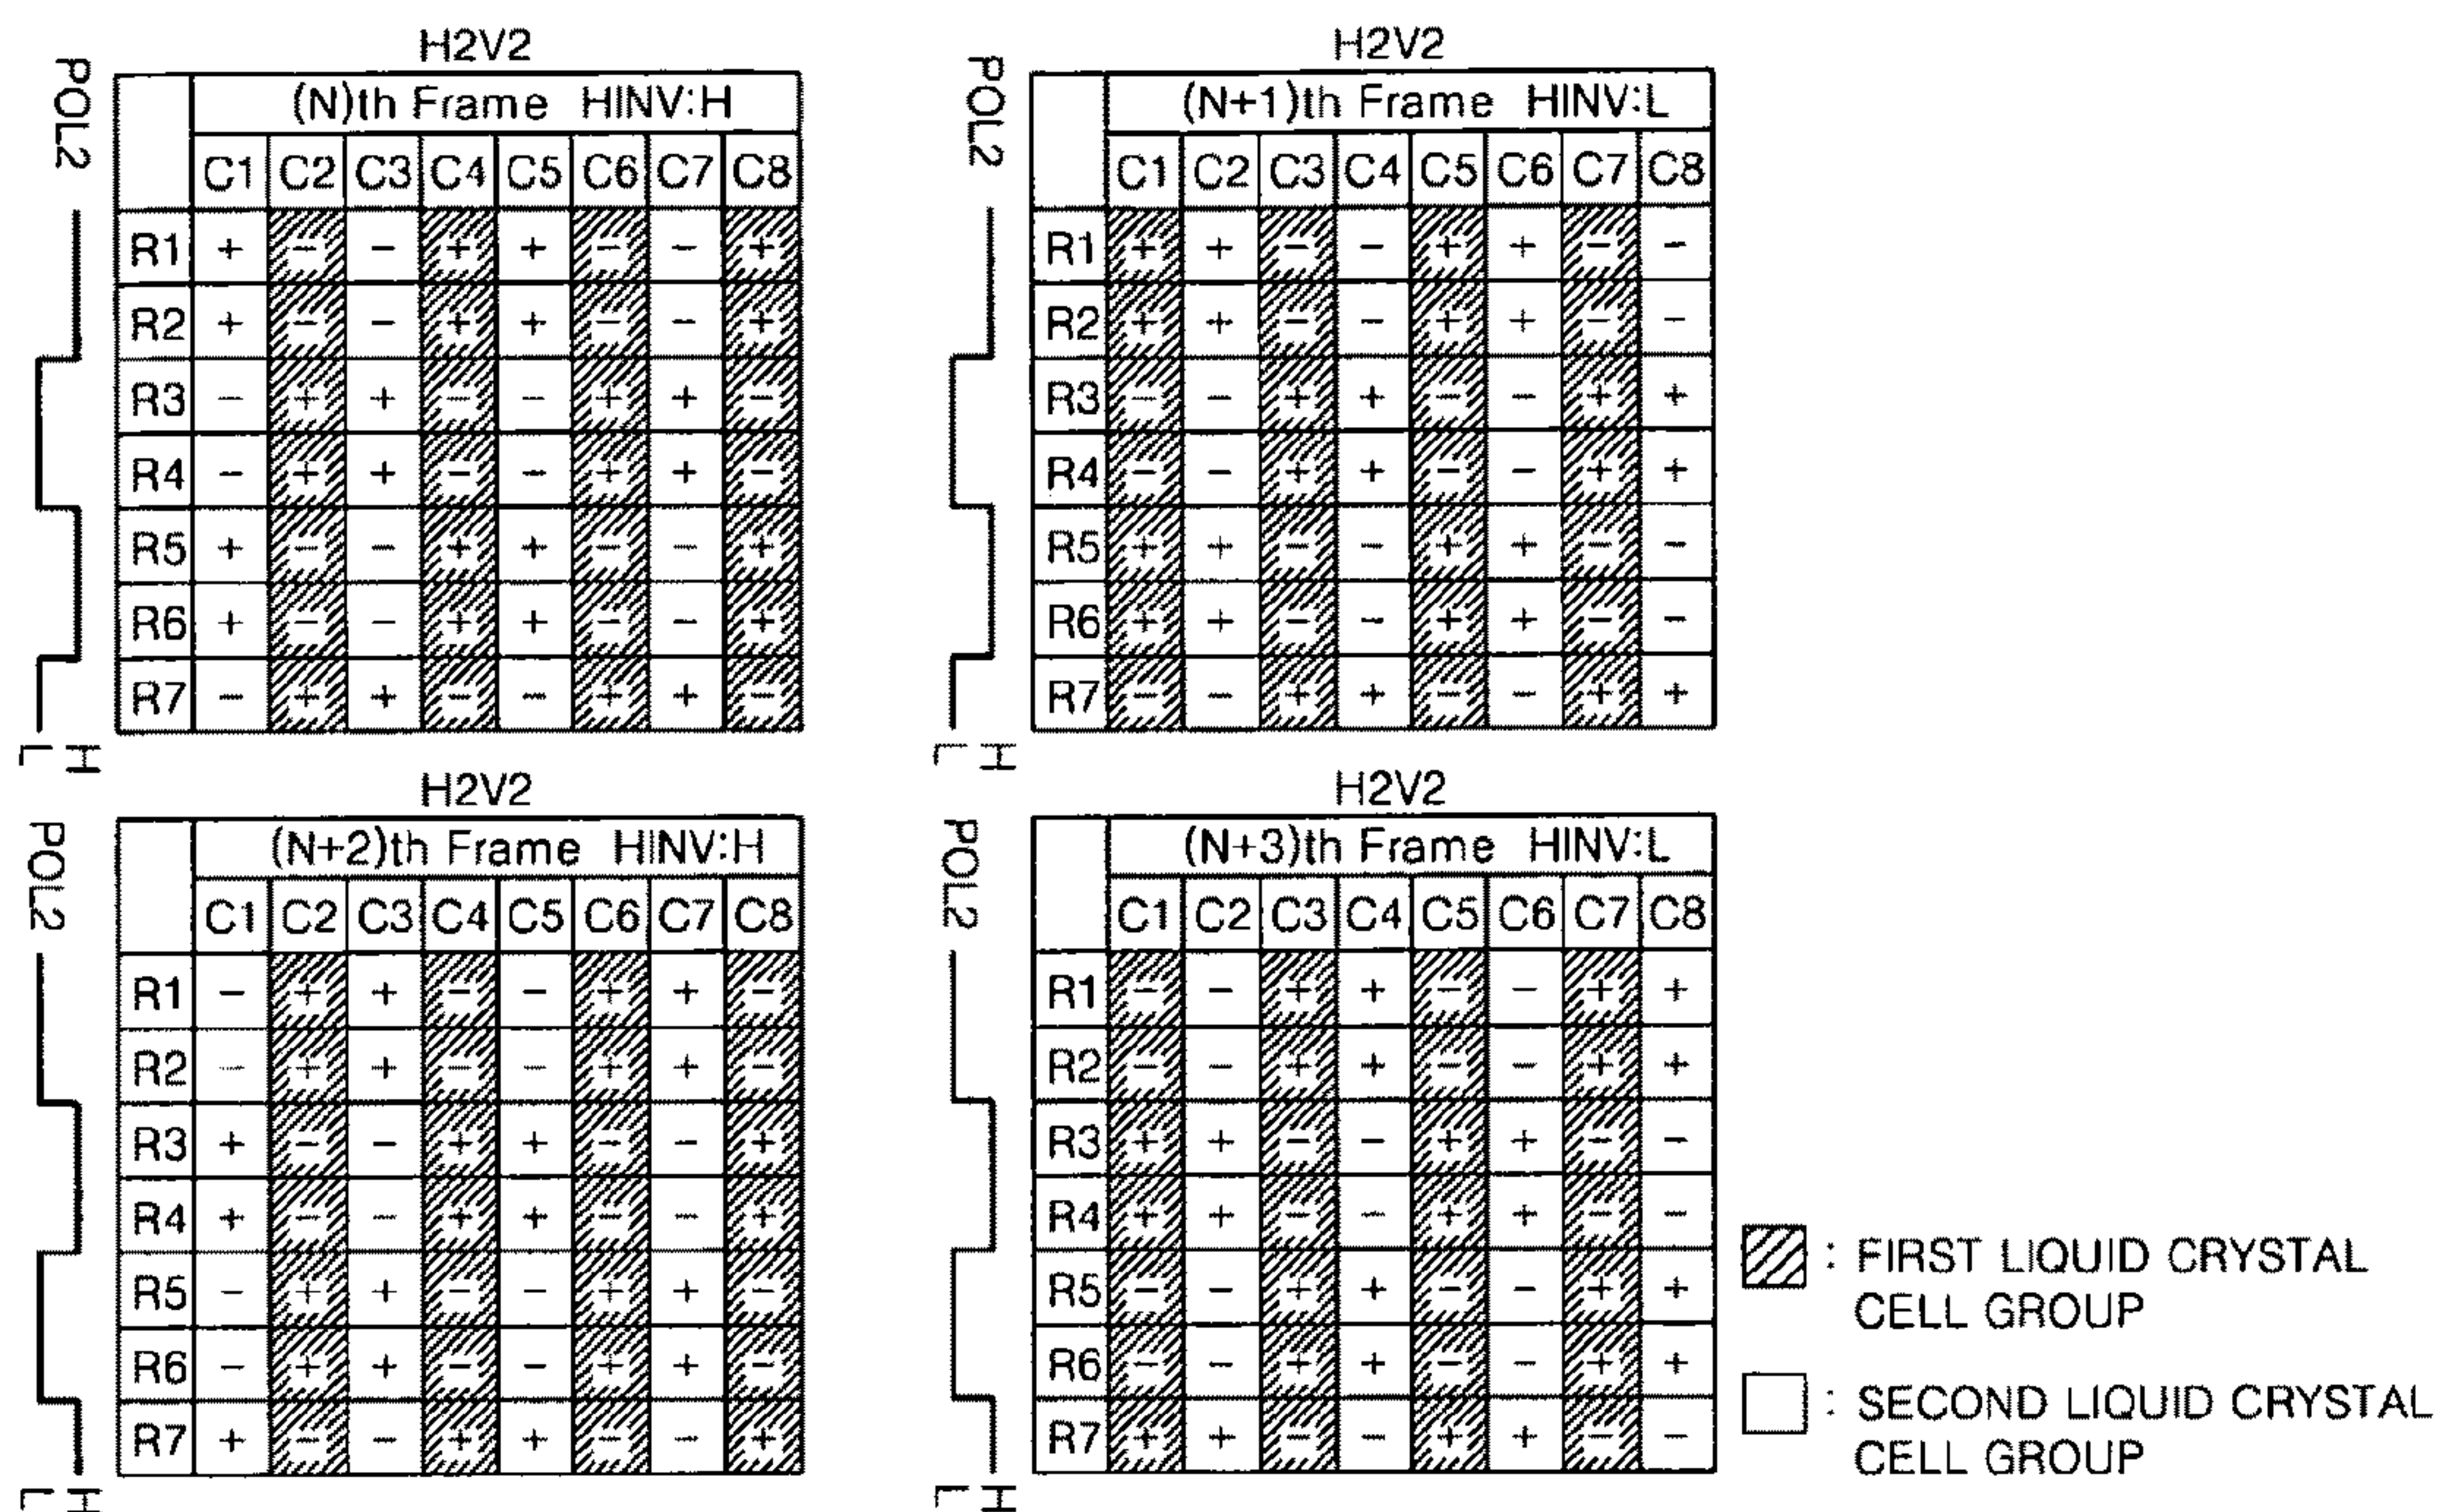 H2V2
POL2
(N)th Frame HINV:H
C1 C2 C3 C4 C5 C6 C7 C8
R1 + − − + + − − +
R2 + − − + + − − +
R3 − + + − − + + −
R4 − + + − − + + −
R5 + − − + + − − +
R6 + − − + + − − +
R7 − + + − − + + −
H
L
H2V2
POL2
(N+1)th Frame HINV:L
C1 C2 C3 C4 C5 C6 C7 C8
R1 + + − − + + − −
R2 + + − − + + − −
R3 − − + + − − + +
R4 − − + + − − + +
R5 + + − − + + − −
R6 + + − − + + − −
R7 − − + + − − + +
H
L
H2V2
POL2
(N+2)th Frame HINV:H
C1 C2 C3 C4 C5 C6 C7 C8
R1 − + + − − + + −
R2 − + + − − + + −
R3 + − − + + − − +
R4 + − − + + − − +
R5 − + + − − + + −
R6 − + + − − + + −
R7 + − − + + − − +
H
L
H2V2
POL2
(N+3)th Frame HINV:L
C1 C2 C3 C4 C5 C6 C7 C8
R1 − − + + − − + +
R2 − − + + − − + +
R3 + + − − + + − −
R4 + + − − + + − −
R5 − − + + − − + +
R6 − − + + − − + +
R7 + + − − + + − −
H
L
: FIRST LIQUID CRYSTAL
CELL GROUP
: SECOND LIQUID CRYSTAL
CELL GROUP